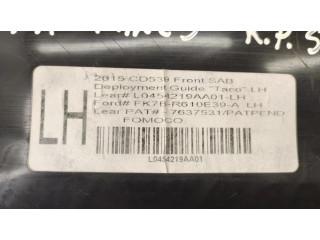 2015 CD539 Front SAB
Deployment Guide "Taco" LH
Lear# L0454219AA01-LH
Ford# FK7B-R610E39-A LH
Lear PAT# - 7637531/PATPEND
FOMOCO
LH
L0454219AA01